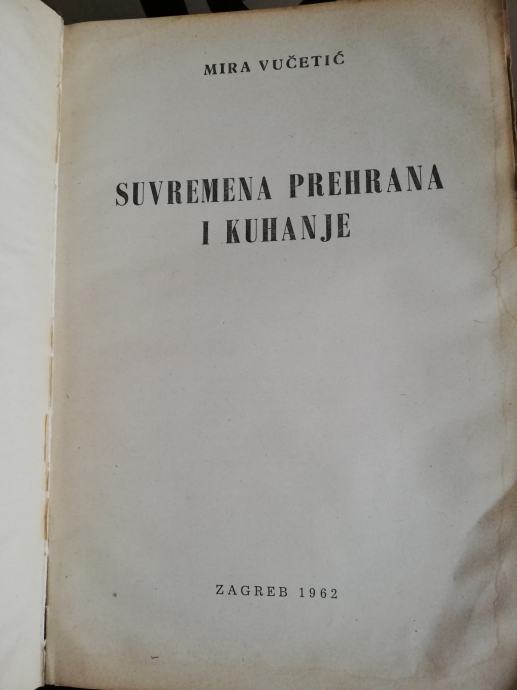 MIRA VUČETIĆ
SUVREMENA PREHRANA
I KUHANJE
ZAGREB 1962